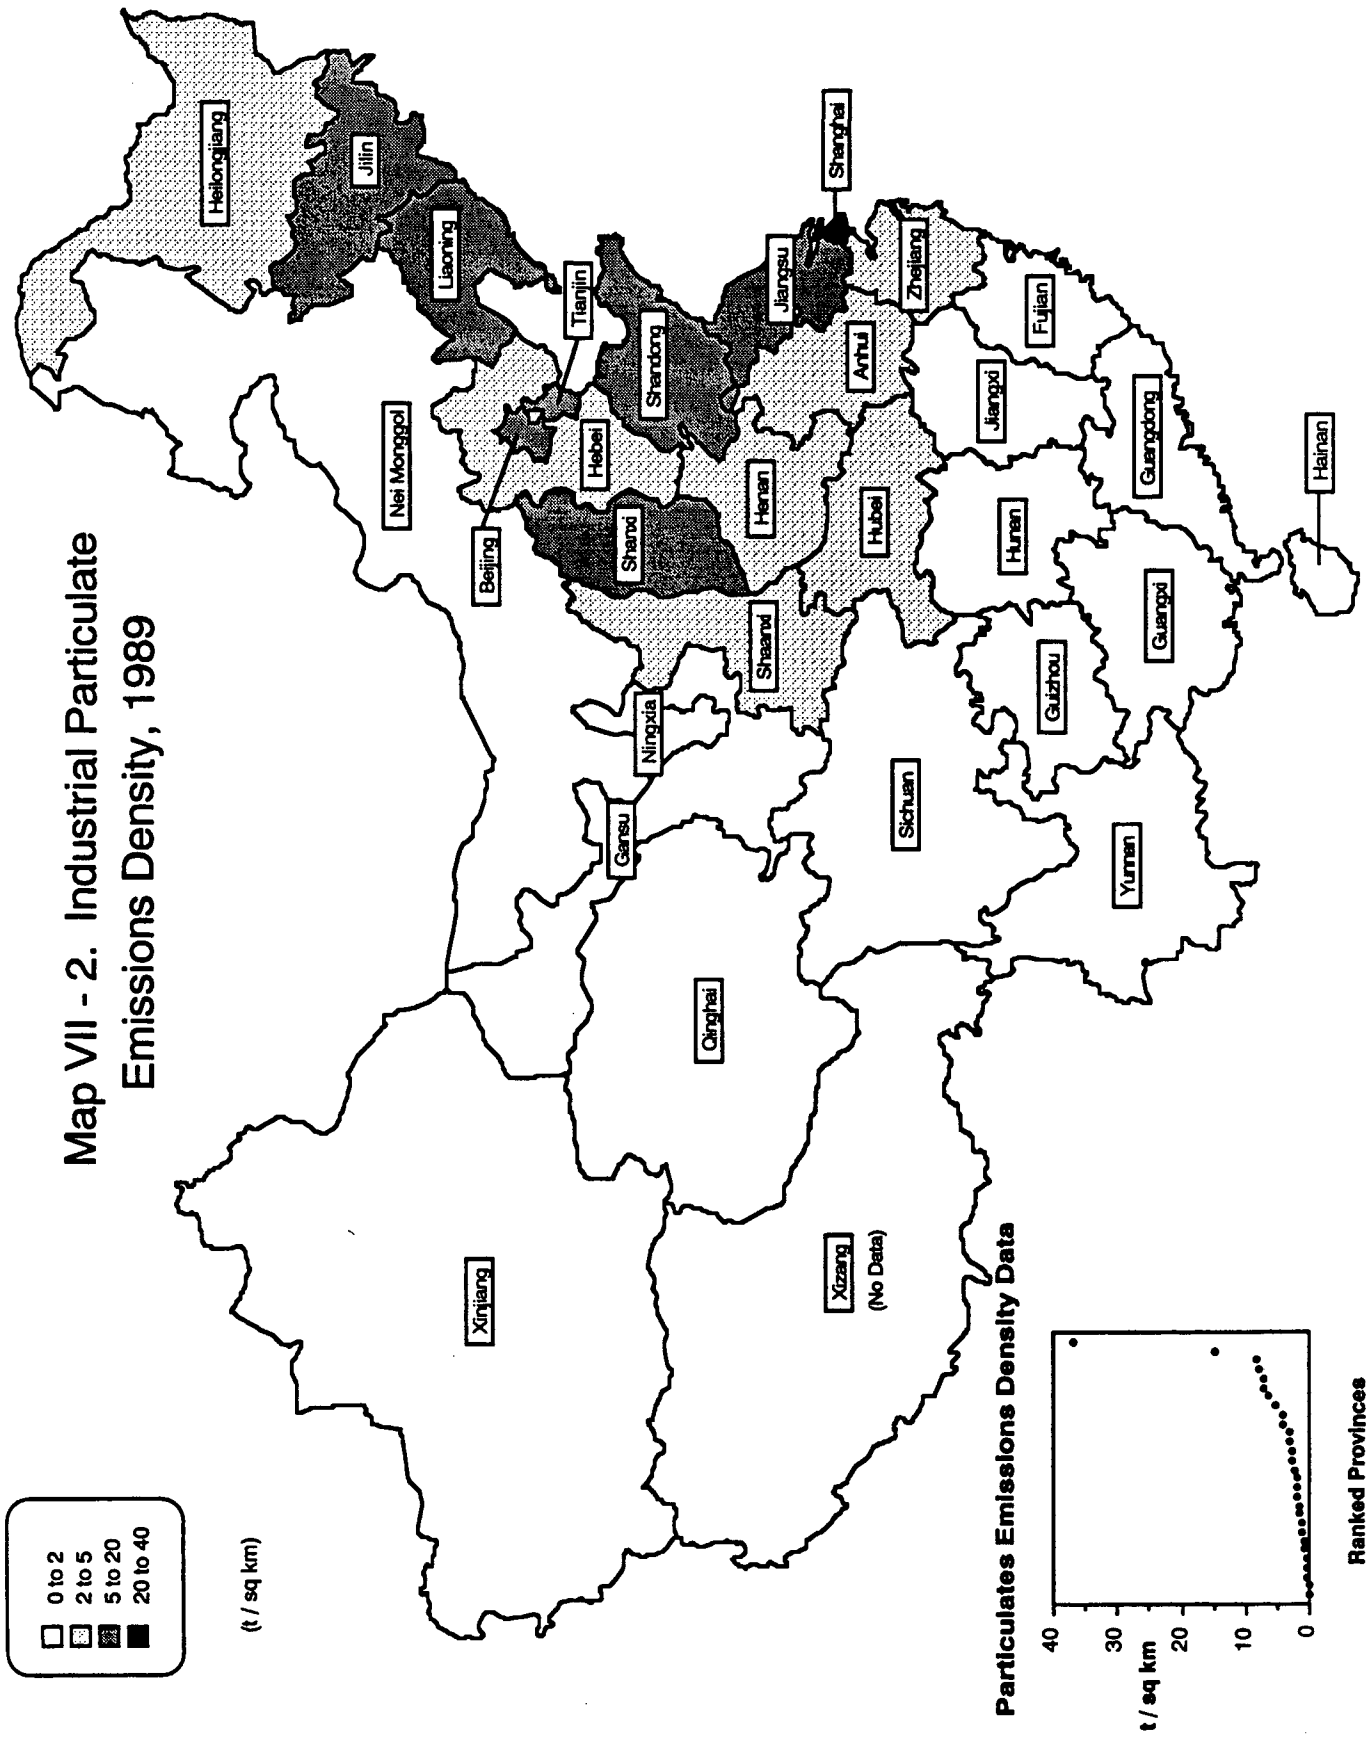 Map VII - 2. Industrial Particulate
Emissions Density, 1989
0 to 2
2 to 5
5 to 20
20 to 40
(t / sq km)
Heilongjiang
Jilin
Liaoning
Nei Monggol
Tianjin
Beijing
Hebei
Shandong
Shanxi
Henan
Shaanxi
Ningxia
Gansu
Xinjiang
Qinghai
Xizang
(No Data)
Sichuan
Hubei
Anhui
Jiangsu
Shanghai
Zhejiang
Jiangxi
Fujian
Hunan
Guizhou
Yunnan
Guangxi
Guangdong
Hainan
Particulates Emissions Density Data
t / sq km
40
30
20
10
0
Ranked Provinces